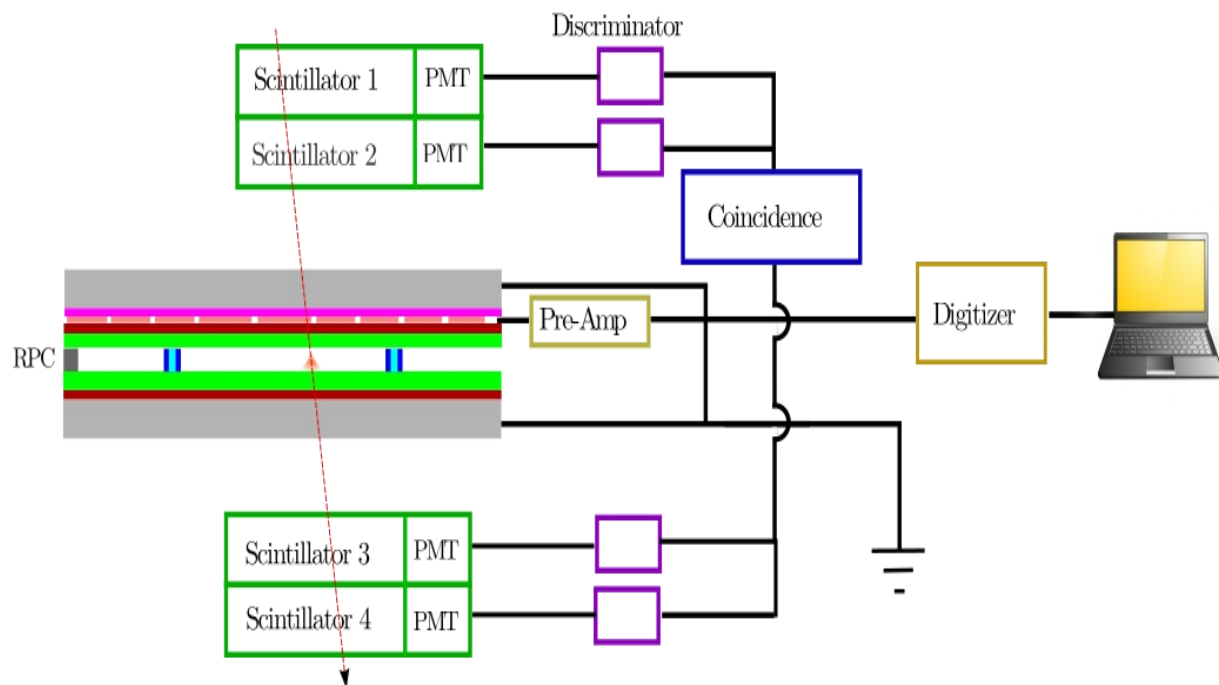 Discriminator
Scintillator 1
PMT
Scintillator 2
PMT
Coincidence
Pre-Amp
Digitizer
RPC
Scintillator 3
PMT
Scintillator 4
PMT